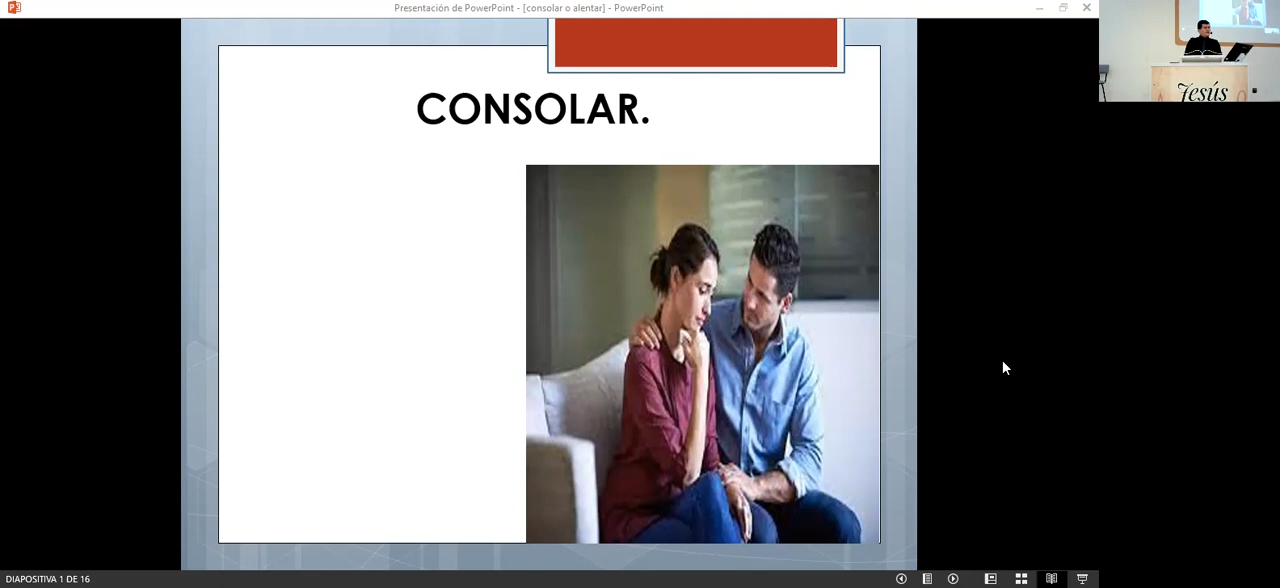 Presentación de PowerPoint - [consolar o alentar] - PowerPoint
CONSOLAR.
Jesús
DIAPOSITIVA 1 DE 16